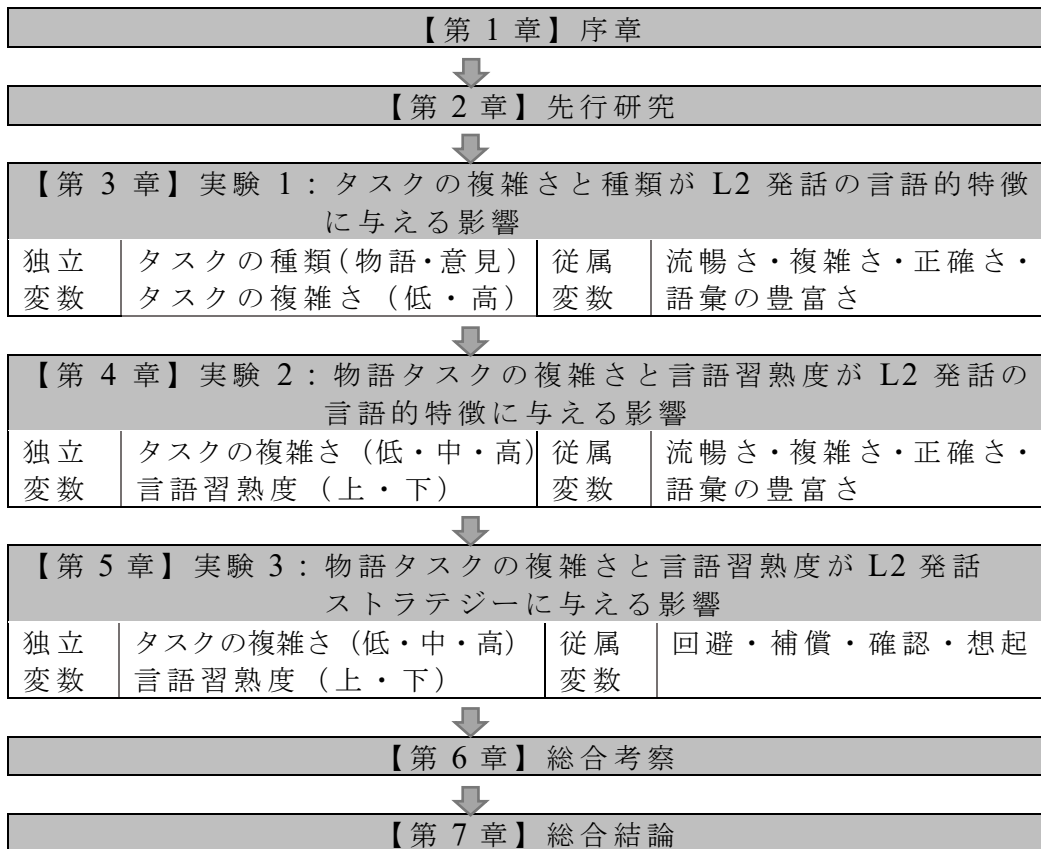 【第 1 章】序章
【第 2 章】先行研究
【第 3 章】実験 1：タスクの複雑さと種類が L2 発話の言語的特徴
に与える影響
独立 タスクの種類（物語・意見） 従属 流暢さ・複雑さ・正確さ・
変数 タスクの複雑さ（低・高） 変数 語彙の豊富さ
【第 4 章】実験 2：物語タスクの複雑さと言語習熟度が L2 発話の
言語的特徴に与える影響
独立 タスクの複雑さ（低・中・高） 従属 流暢さ・複雑さ・正確さ・
変数 言語習熟度（上・下） 変数 語彙の豊富さ
【第 5 章】実験 3：物語タスクの複雑さと言語習熟度が L2 発話
ストラテジーに与える影響
独立 タスクの複雑さ（低・中・高） 従属 回避・補償・確認・想起
変数 言語習熟度（上・下） 変数
【第 6 章】総合考察
【第 7 章】総合結論